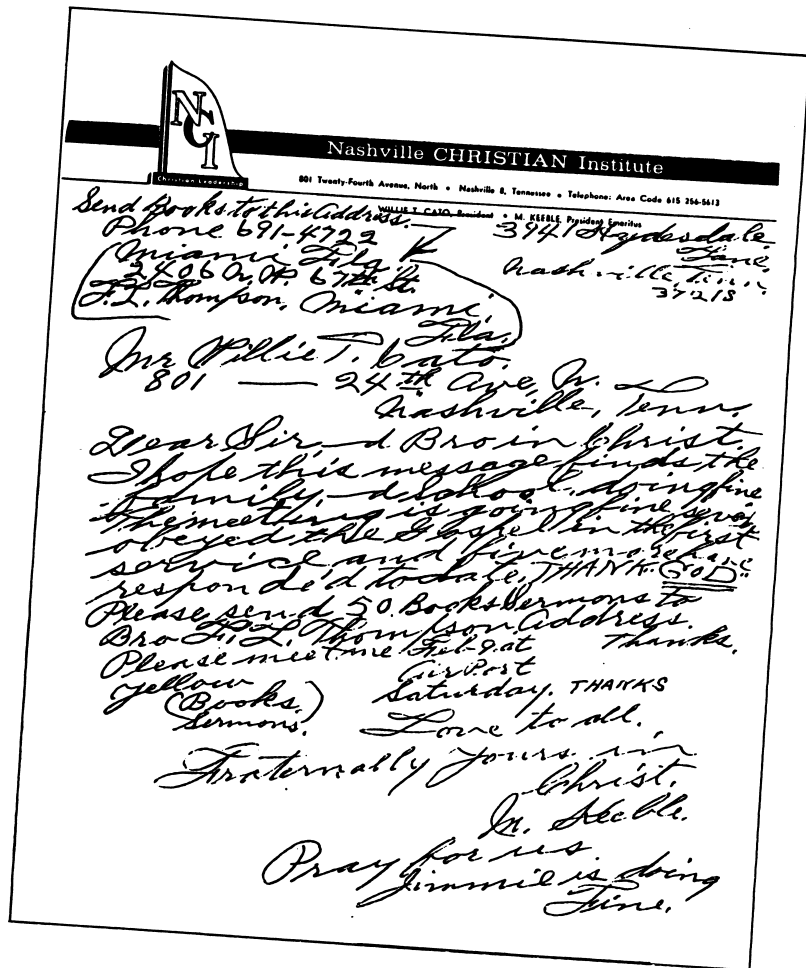 NCI
Christian Leadership
Nashville CHRISTIAN Institute
801 Twenty-Fourth Avenue, North • Nashville 8, Tennessee • Telephone: Area Code 615 256-5613
WILLIE T. CATO, President • M. KEEBLE, President Emeritus
Send Books to this Address.
Phone 691-4722
Miami Fla
2406 N.W. 67th St.
F.L. Thompson. Miami,
Fla.
3941 Hydesdale
Lane
Nashville, Tenn.
37218
Mr Willie T. Cato.
801 — 24th Ave, N.
Nashville, Tenn.
Dear Sir, -d Bro in Christ.
I hope this message finds the
family, -d school, doing fine
The meeting is going fine seven
obeyed the Gospel in the first
service and five more have
responde'd to date, THANK "GOD"
Please send 50 Books Sermons to
Bro F. L. Thompson address.
Please meet me Feb-9. at Thanks.
Air Port
yellow Saturday. THANKS
(Books)
Sermons. Love to all.
Fraternally yours in
Christ.
M. Keeble.
Pray for us
Jimmie is doing
Fine.